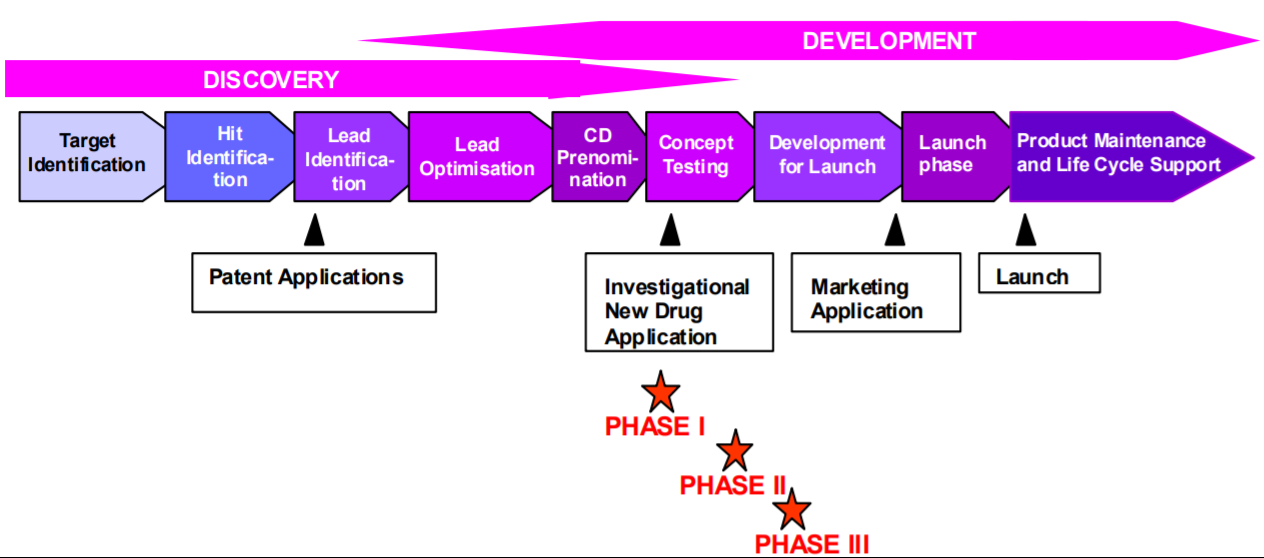 DEVELOPMENT
DISCOVERY
Target
Identification
Hit
Identifica-
tion
Lead
Identifica-
tion
Lead
Optimisation
CD
Prenomi-
nation
Concept
Testing
Development
for Launch
Launch
phase
Product Maintenance
and Life Cycle Support
Patent Applications
Investigational
New Drug
Application
Marketing
Application
Launch
PHASE I
PHASE II
PHASE III